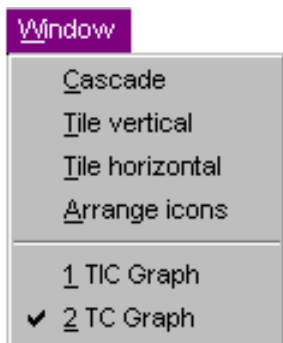 Window
Cascade
Tile vertical
Tile horizontal
Arrange icons
1 TIC Graph
2 TC Graph